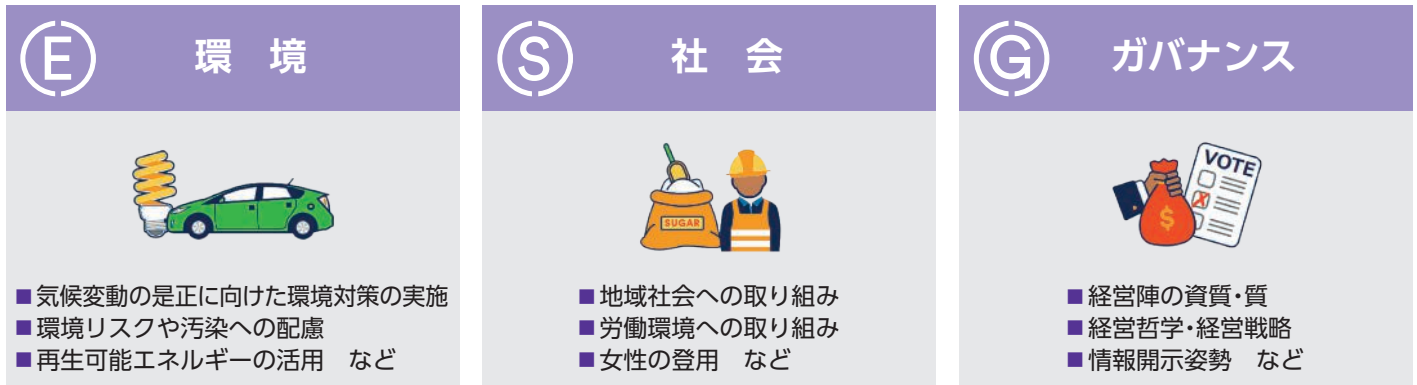 E 環 境
■気候変動の是正に向けた環境対策の実施
■環境リスクや汚染への配慮
■再生可能エネルギーの活用　など
S 社 会
SUGAR
■地域社会への取り組み
■労働環境への取り組み
■女性の登用　など
G ガバナンス
VOTE
$
■経営陣の資質・質
■経営哲学・経営戦略
■情報開示姿勢　など